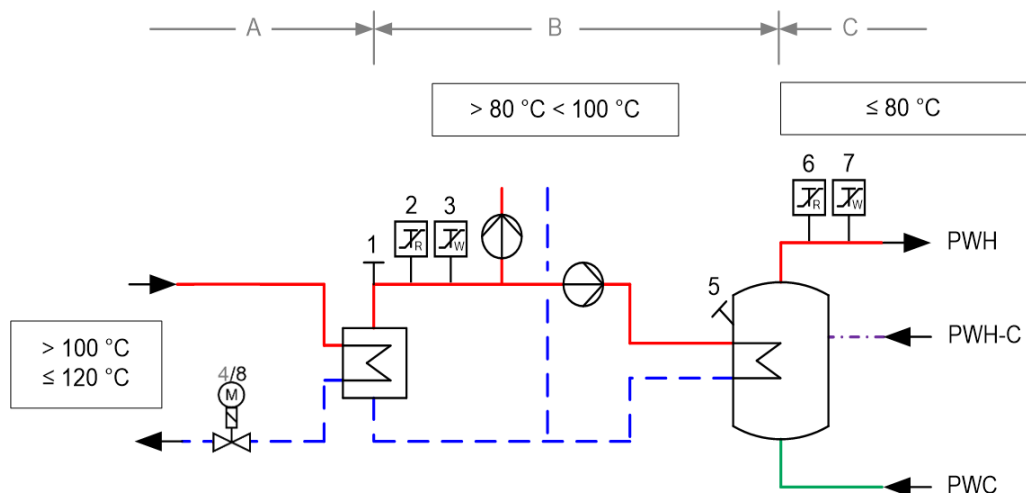 A
B
C
> 80 °C < 100 °C
≤ 80 °C
6
7
R
W
2
3
R
W
PWH
1
5
> 100 °C
≤ 120 °C
PWH-C
4/8
M
PWC